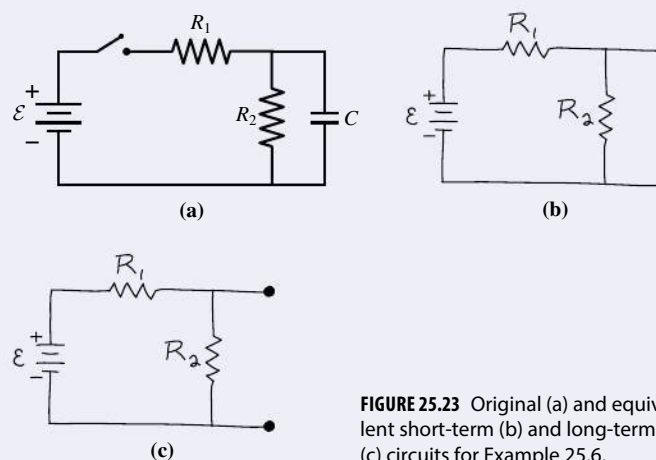 R₁
+
ℰ
−
R₂
C
(a)
R₁
+
ℰ
−
R₂
(b)
R₁
+
ℰ
−
R₂
(c)
FIGURE 25.23 Original (a) and equiva-
lent short-term (b) and long-term
(c) circuits for Example 25.6.